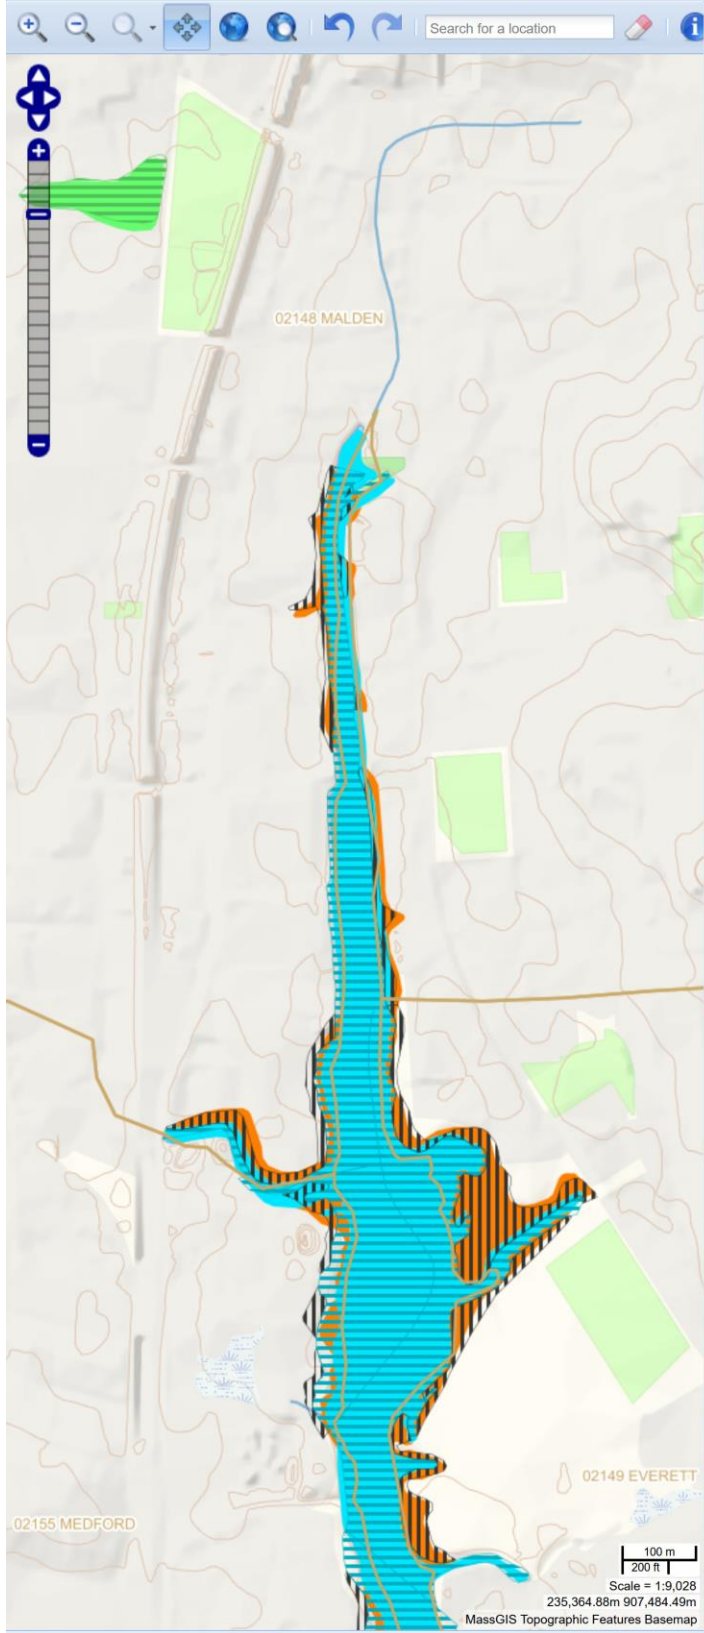 Search for a location
02148 MALDEN
02149 EVERETT
02155 MEDFORD
100 m
200 ft
Scale = 1:9,028
235,364.88m 907,484.49m
MassGIS Topographic Features Basemap